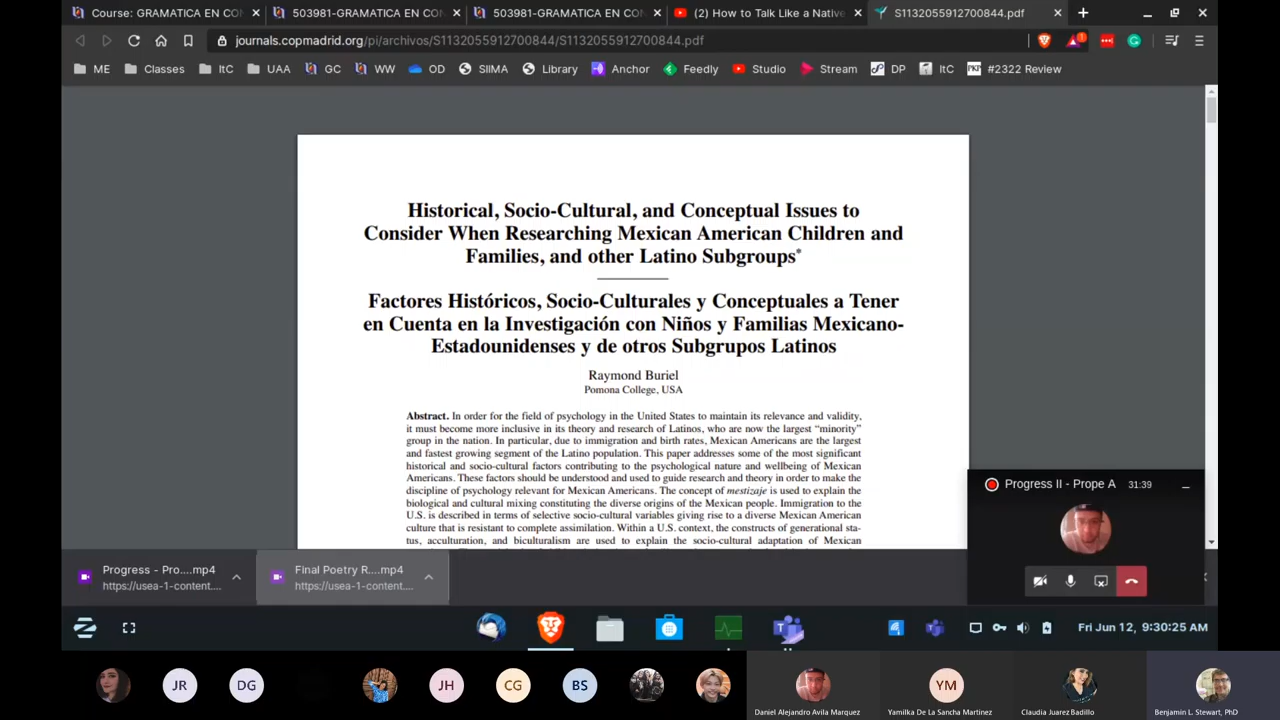 Course: GRAMATICA EN CO
503981-GRAMATICA EN CO
503981-GRAMATICA EN CO
(2) How to Talk Like a Native
S1132055912700844.pdf
journals.copmadrid.org/pi/archivos/S1132055912700844/S1132055912700844.pdf
1
ME
Classes
ItC
UAA
GC
WW
OD
SIIMA
Library
Anchor
Feedly
Studio
Stream
DP
ItC
#2322 Review
Historical, Socio-Cultural, and Conceptual Issues to
Consider When Researching Mexican American Children and
Families, and other Latino Subgroups*
Factores Históricos, Socio-Culturales y Conceptuales a Tener
en Cuenta en la Investigación con Niños y Familias Mexicano-
Estadounidenses y de otros Subgrupos Latinos
Raymond Buriel
Pomona College, USA
Abstract. In order for the field of psychology in the United States to maintain its relevance and validity,
it must become more inclusive in its theory and research of Latinos, who are now the largest “minority”
group in the nation. In particular, due to immigration and birth rates, Mexican Americans are the largest
and fastest growing segment of the Latino population. This paper addresses some of the most significant
historical and socio-cultural factors contributing to the psychological nature and wellbeing of Mexican
Americans. These factors should be understood and used to guide research and theory in order to make the
discipline of psychology relevant for Mexican Americans. The concept of mestizaje is used to explain the
biological and cultural mixing constituting the diverse origins of the Mexican people. Immigration to the
U.S. is described in terms of selective socio-cultural variables giving rise to a diverse Mexican American
culture that is resistant to complete assimilation. Within a U.S. context, the constructs of generational sta-
tus, acculturation, and biculturalism are used to explain the socio-cultural adaptation of Mexican
Progress II - Prope A
31:39
Progress - Pro....mp4
https://usea-1-content....
Final Poetry R....mp4
https://usea-1-content....
Fri Jun 12, 9:30:25 AM
JR
DG
JH
CG
BS
YM
Daniel Alejandro Avila Marquez
Yamilka De La Sancha Martinez
Claudia Juarez Badillo
Benjamin L. Stewart, PhD